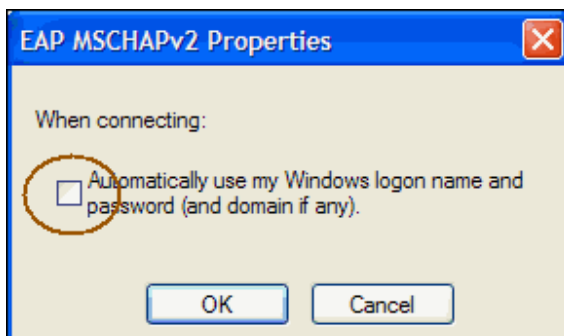 EAP MSCHAPv2 Properties
When connecting:
Automatically use my Windows logon name and
password (and domain if any).
OK
Cancel